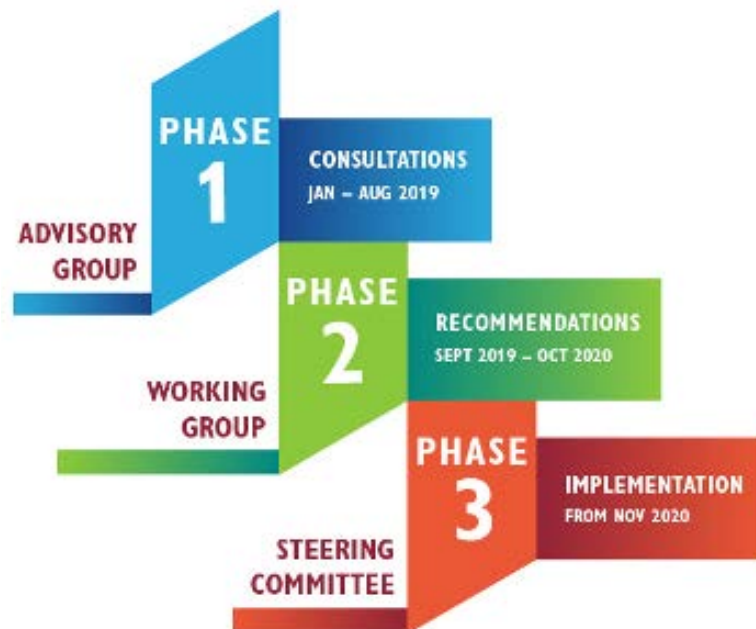 PHASE
1
CONSULTATIONS
JAN – AUG 2019
ADVISORY
GROUP
PHASE
2
RECOMMENDATIONS
SEPT 2019 – OCT 2020
WORKING
GROUP
PHASE
3
IMPLEMENTATION
FROM NOV 2020
STEERING
COMMITTEE